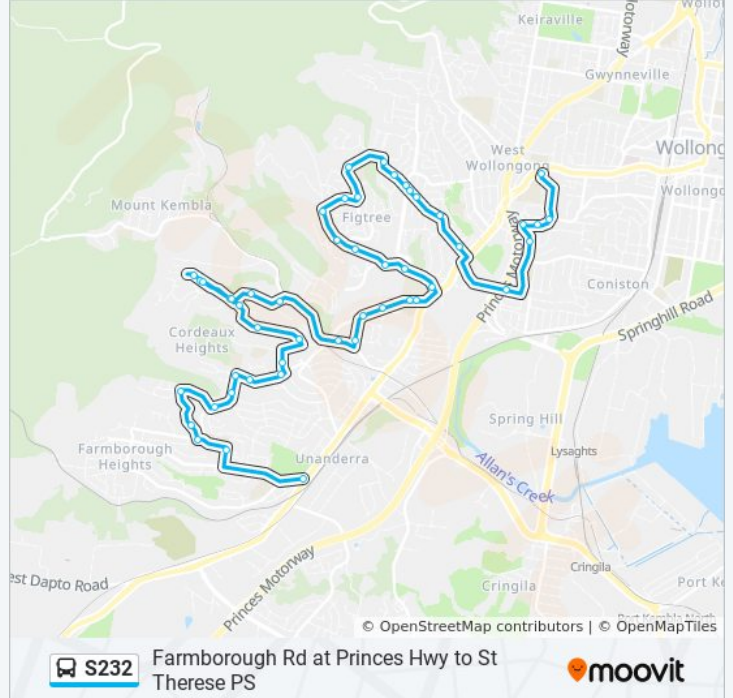 Keiraville
Motorway
Gwynneville
West
Wollongong
Wollong
Mount Kembla
Figtree
Princes Motorway
Coniston
Springhill Road
Cordeaux
Heights
Spring Hill
Farmborough
Heights
Unanderra
Lysaghts
Allan's Creek
est Dapto Road
Princes Motorway
Cringila
Cringila
Port Ke
© OpenStreetMap contributors | © OpenMapTiles
S232
Farmborough Rd at Princes Hwy to St
Therese PS
moovit